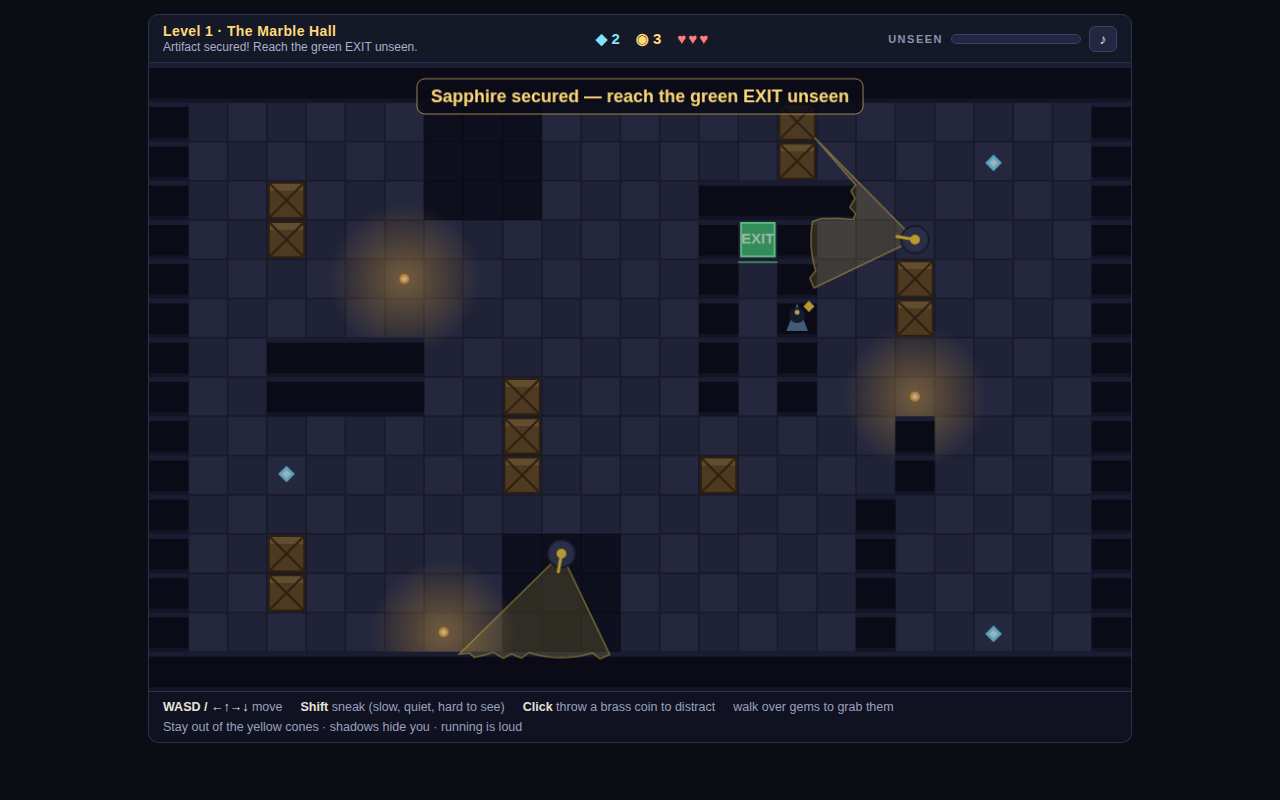 Level 1 · The Marble Hall
Artifact secured! Reach the green EXIT unseen.
◆ 2 ◉ 3 ♥♥♥
UNSEEN ♪
Sapphire secured — reach the green EXIT unseen
EXIT
WASD / ←↑→↓ move Shift sneak (slow, quiet, hard to see) Click throw a brass coin to distract walk over gems to grab them
Stay out of the yellow cones · shadows hide you · running is loud